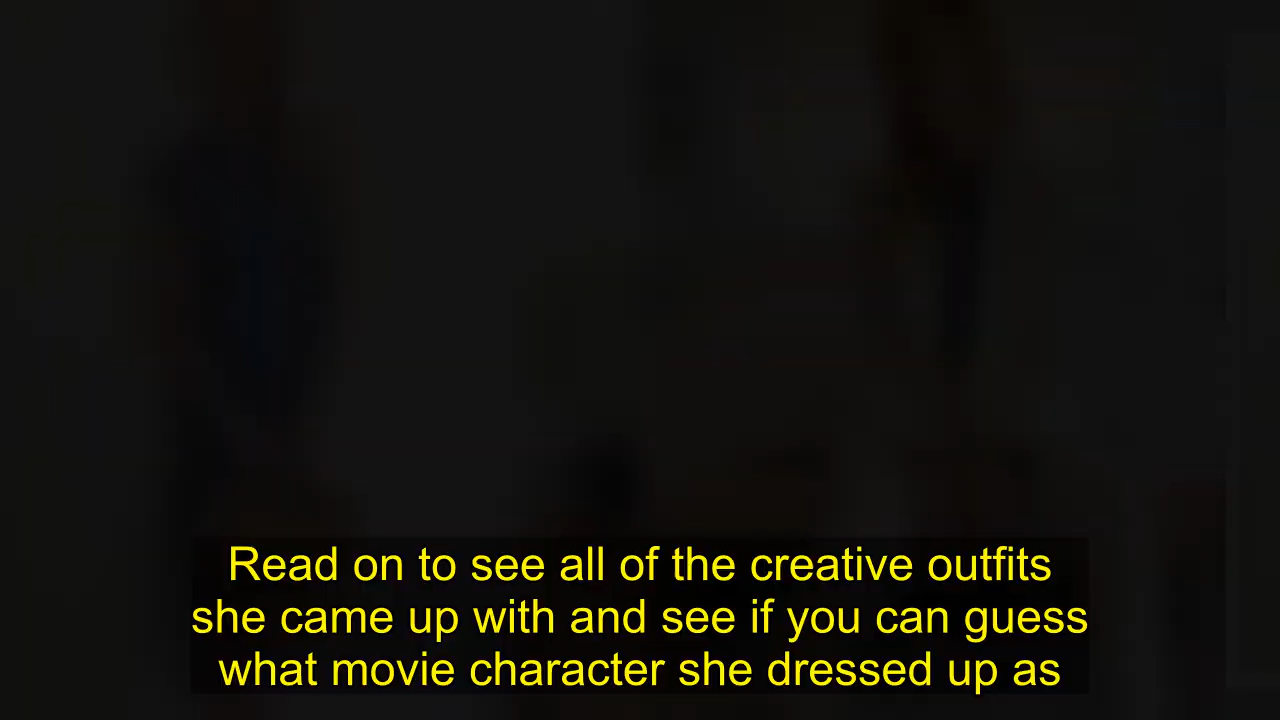 Read on to see all of the creative outfits
she came up with and see if you can guess
what movie character she dressed up as